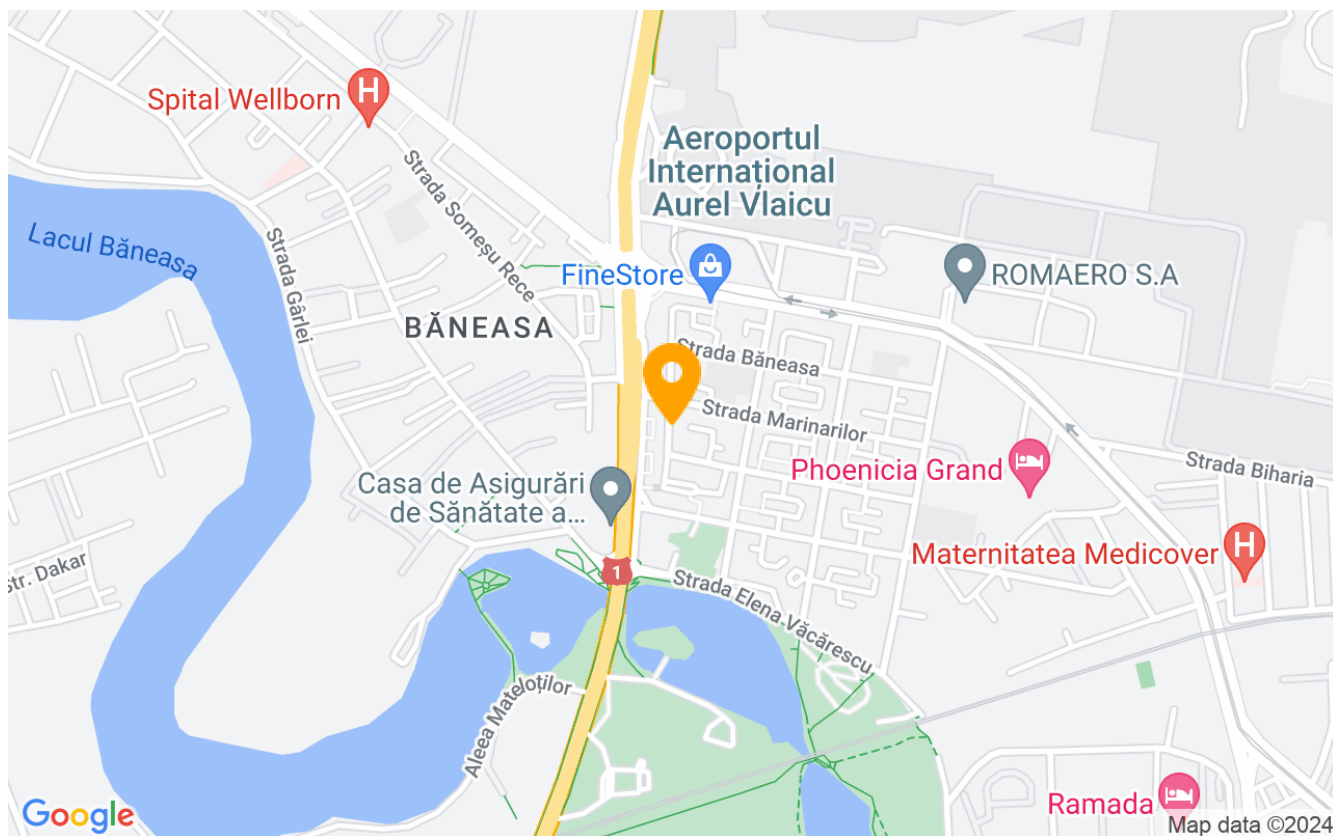 Spital Wellborn
H
Aeroportul
Internațional
Aurel Vlaicu
Strada Someșu Rece
Lacul Băneasa
Strada Gârlei
FineStore
ROMAERO S.A
BĂNEASA
Strada Băneasa
Strada Marinarilor
Phoenicia Grand
Strada Biharia
Casa de Asigurări
de Sănătate a...
Maternitatea Medicover
H
Str. Dakar
1
Strada Elena Văcărescu
Aleea Mateloților
Ramada
Google
Map data ©2024